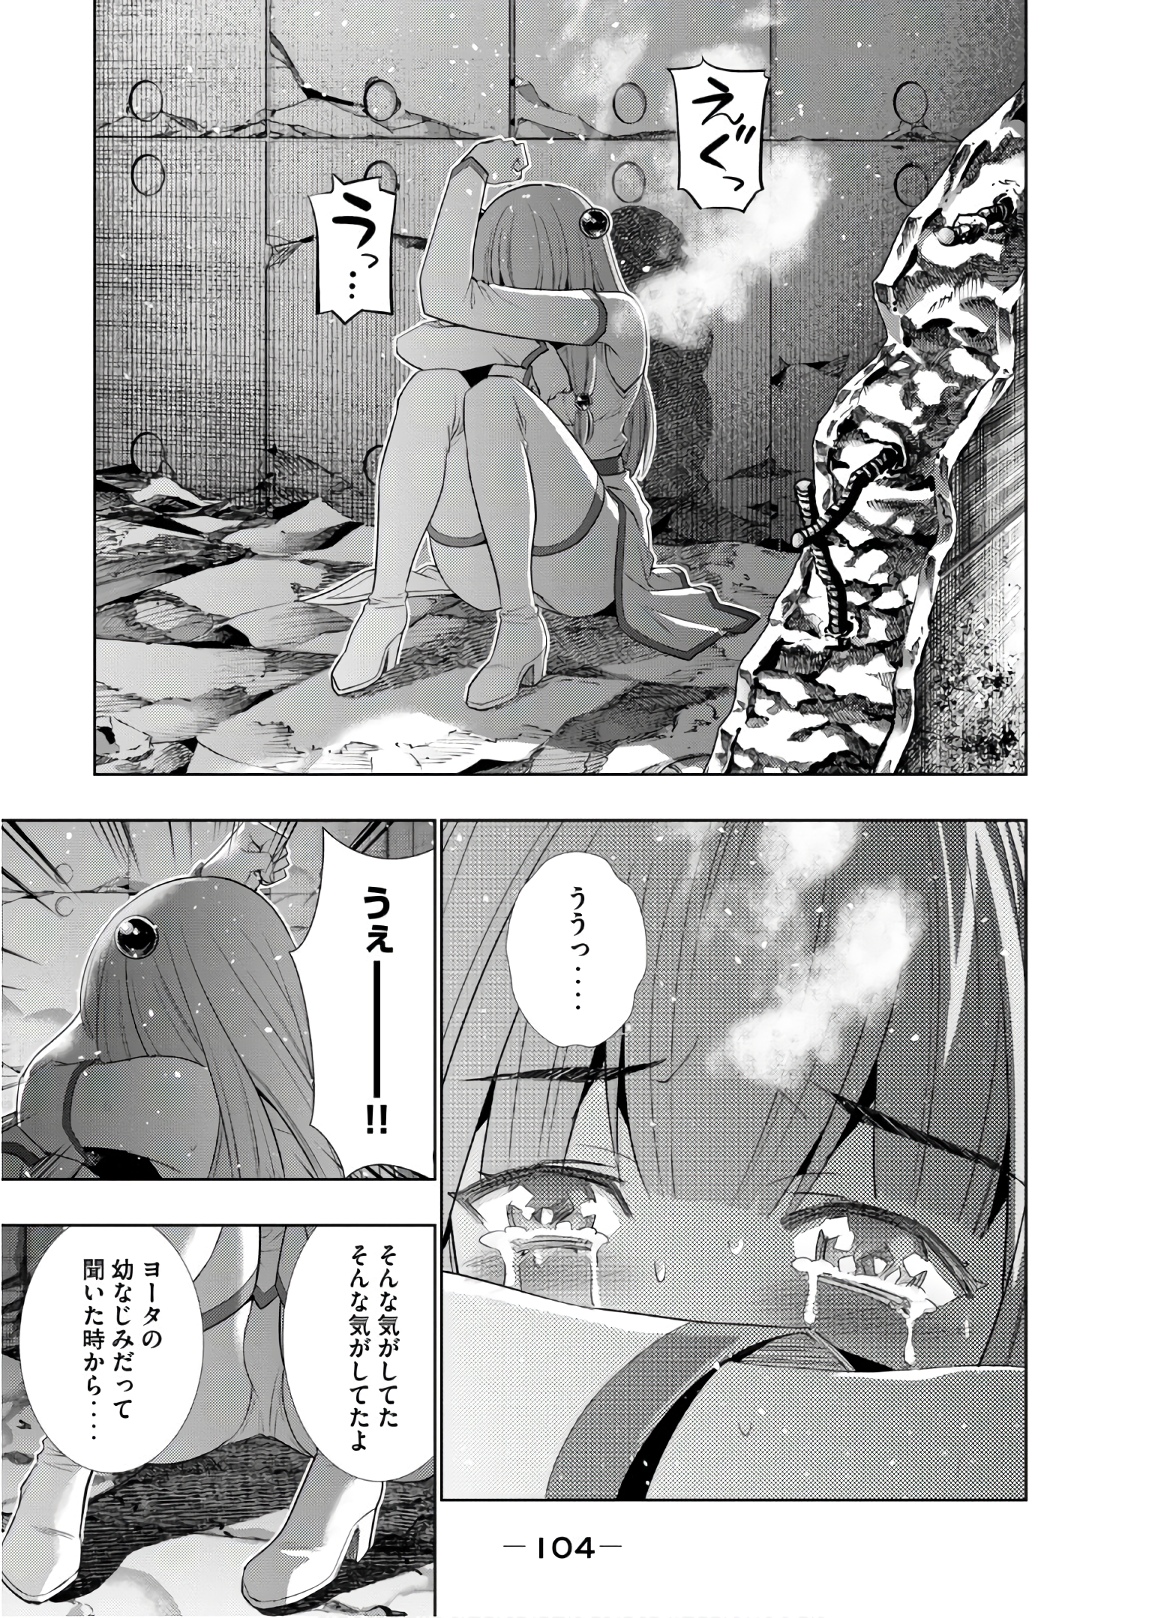 えぐっ
うっ…
ううっ‥‥
うぇ━━!!
そんな気がしてた
そんな気がしてたよ
ヨータの
幼なじみだって
聞いた時から‥‥
—104—